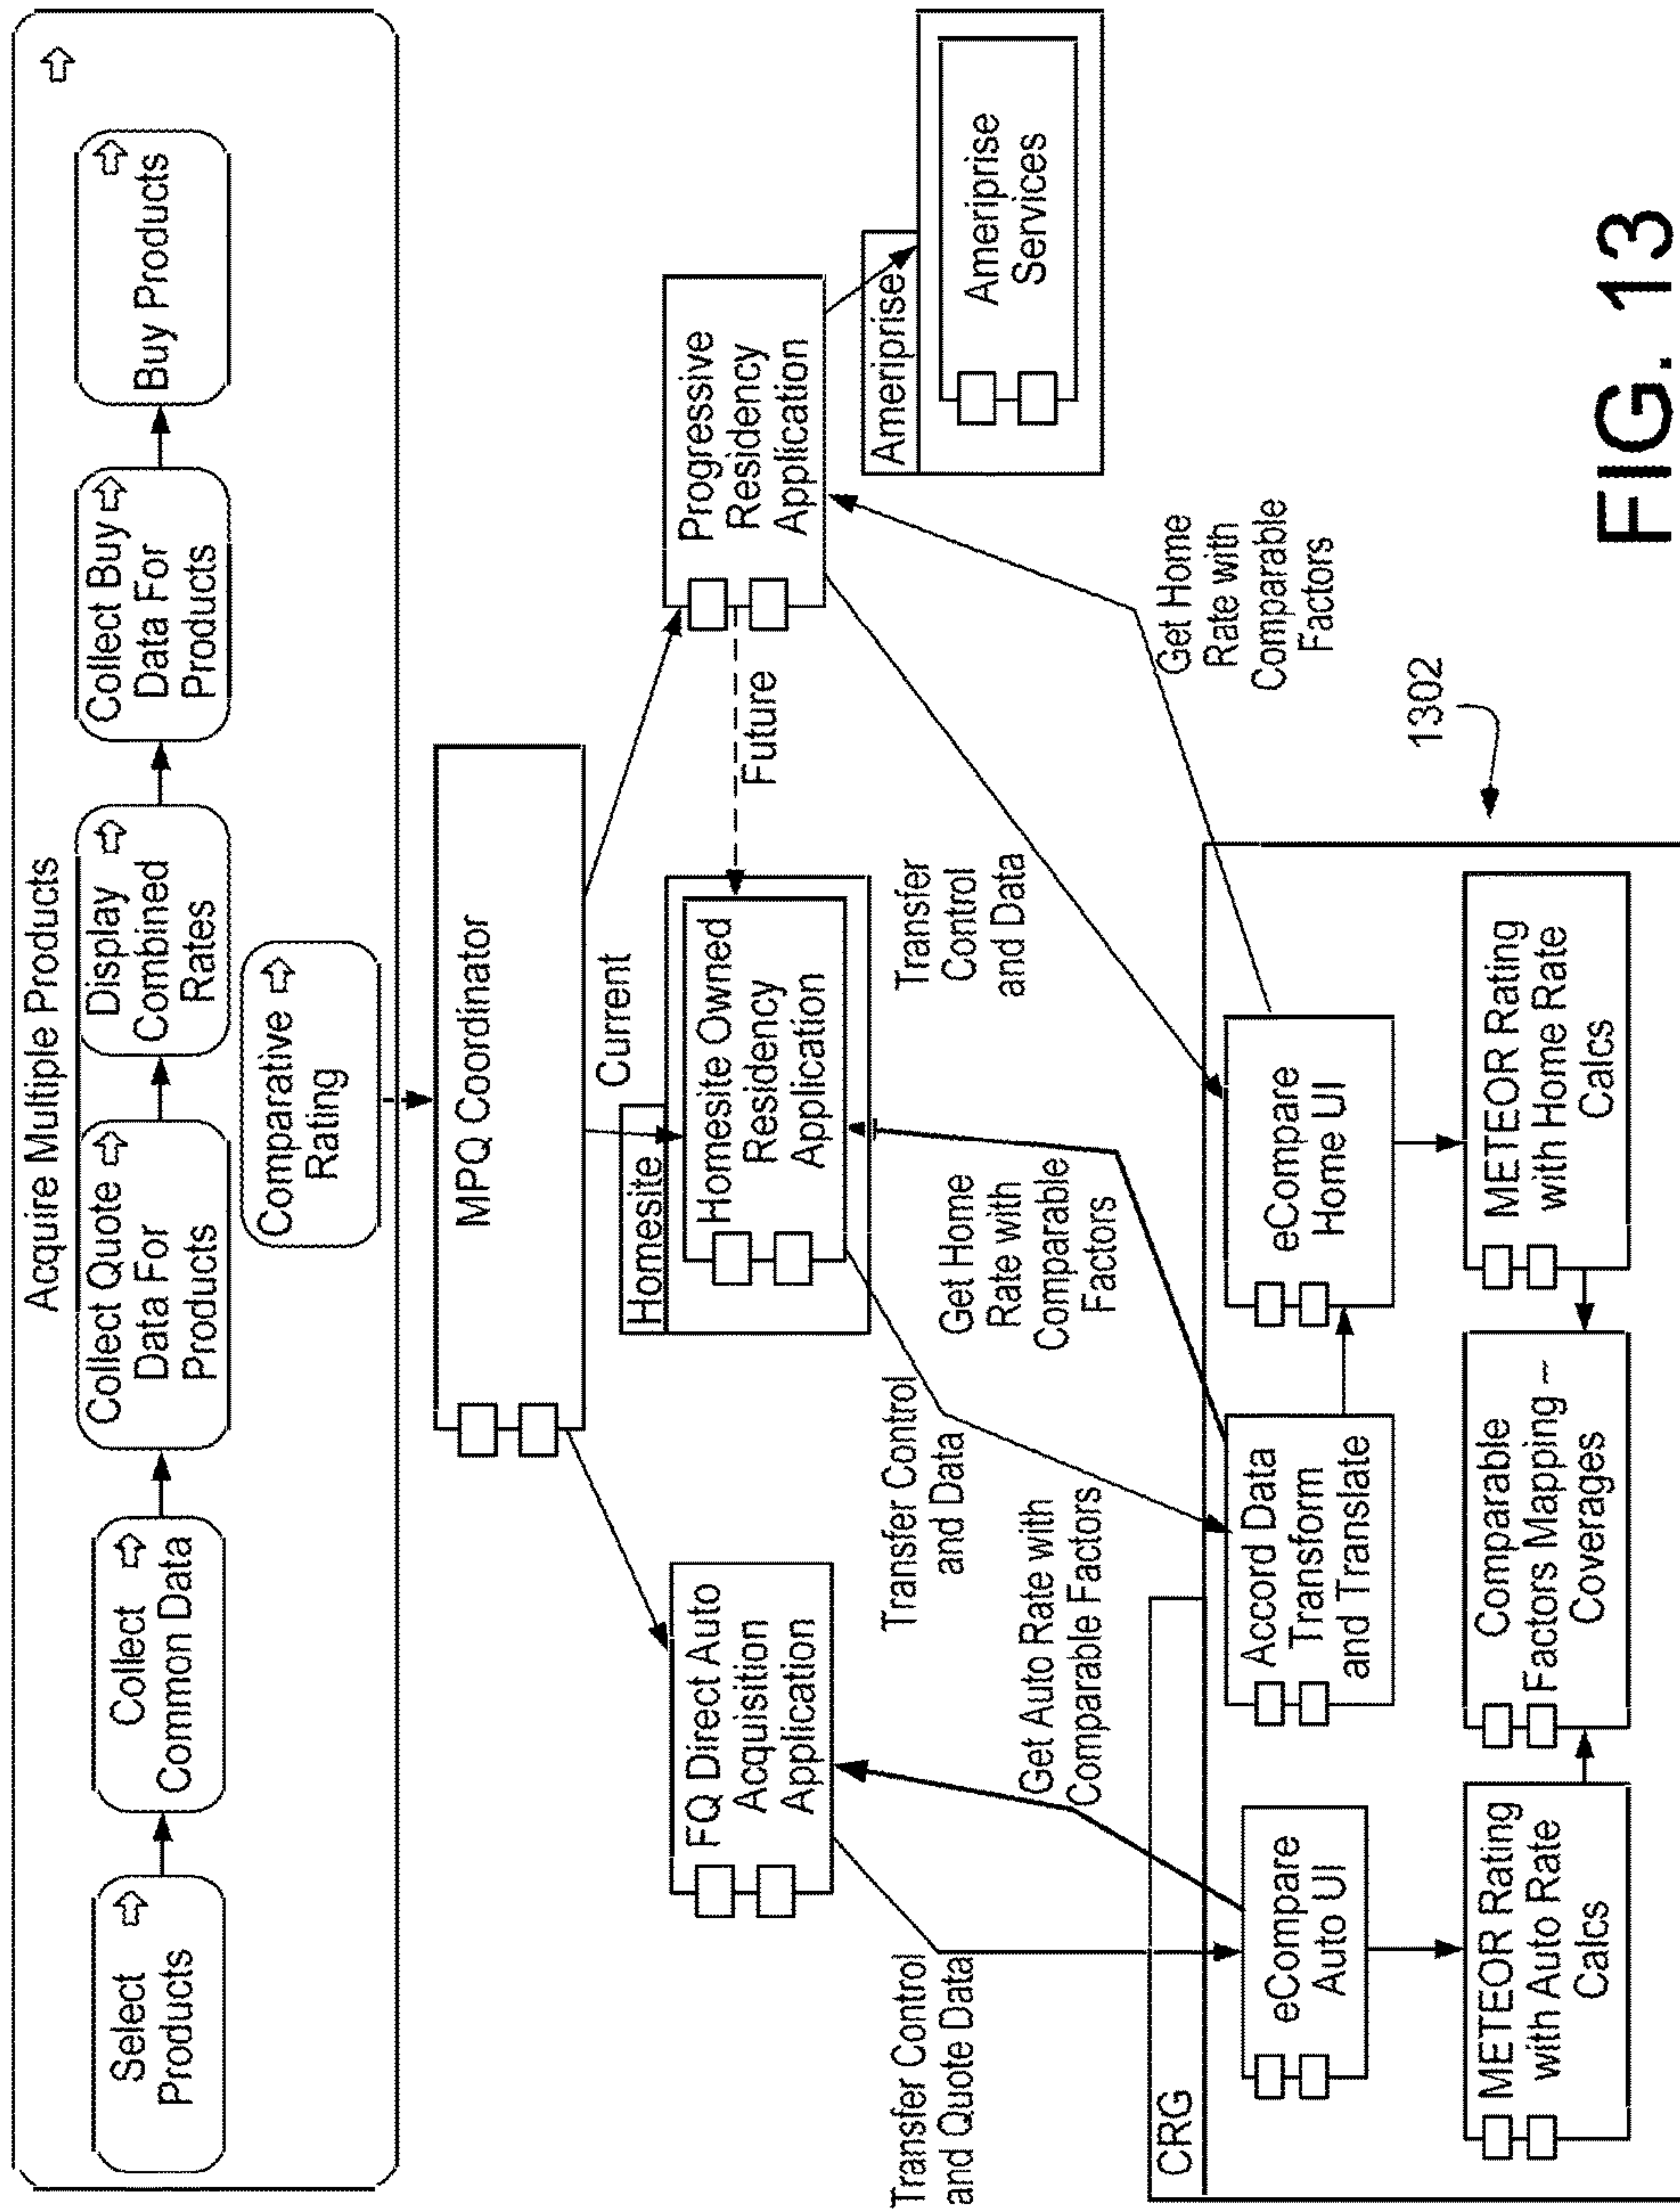 Acquire Multiple Products
Select
Products
Collect
Common Data
Collect Quote
Data For
Products
Display
Combined
Rates
Collect Buy
Data For
Products
Buy Products
Comparative
Rating
MPQ Coordinator
Current
FQ Direct Auto
Acquisition
Application
Homesite
Homesite Owned
Residency
Application
Future
Progressive
Residency
Application
Ameriprise
Ameriprise
Services
Transfer Control
and Quote Data
Get Auto Rate with
Comparable Factors
Transfer Control
and Data
Get Home
Rate with
Comparable
Factors
Transfer
Control
and Data
Get Home
Rate with
Comparable
Factors
1302
CRG
eCompare
Auto UI
Accord Data
Transform
and Translate
eCompare
Home UI
METEOR Rating
with Auto Rate
Calcs
Comparable
Factors Mapping –
Coverages
METEOR Rating
with Home Rate
Calcs
FIG. 13